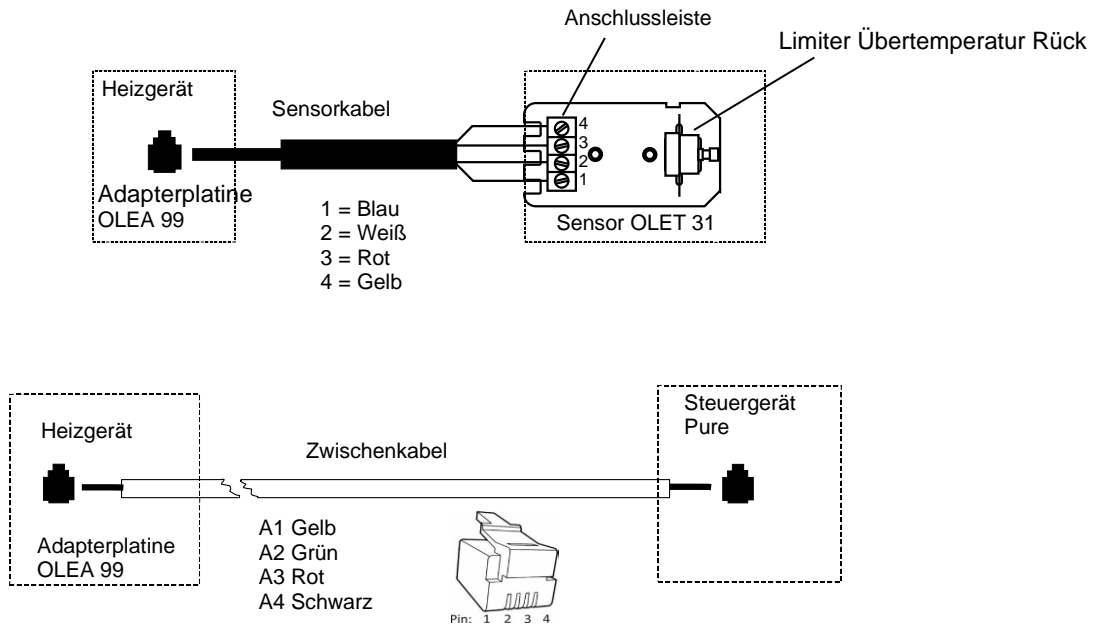 Anschlussleiste
Limiter Übertemperatur Rück
Heizgerät
Sensorkabel
4
3
2
1
Adapterplatine
OLEA 99
1 = Blau
2 = Weiß
3 = Rot
4 = Gelb
Sensor OLET 31
Steuergerät
Pure
Heizgerät
Zwischenkabel
Adapterplatine
OLEA 99
A1 Gelb
A2 Grün
A3 Rot
A4 Schwarz
Pin: 1 2 3 4